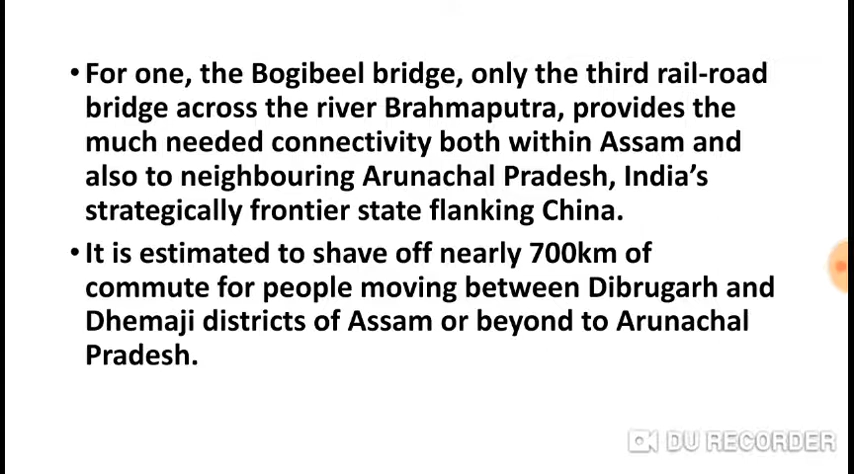 • For one, the Bogibeel bridge, only the third rail-road
bridge across the river Brahmaputra, provides the
much needed connectivity both within Assam and
also to neighbouring Arunachal Pradesh, India's
strategically frontier state flanking China.
• It is estimated to shave off nearly 700km of
commute for people moving between Dibrugarh and
Dhemaji districts of Assam or beyond to Arunachal
Pradesh.
DU RECORDER